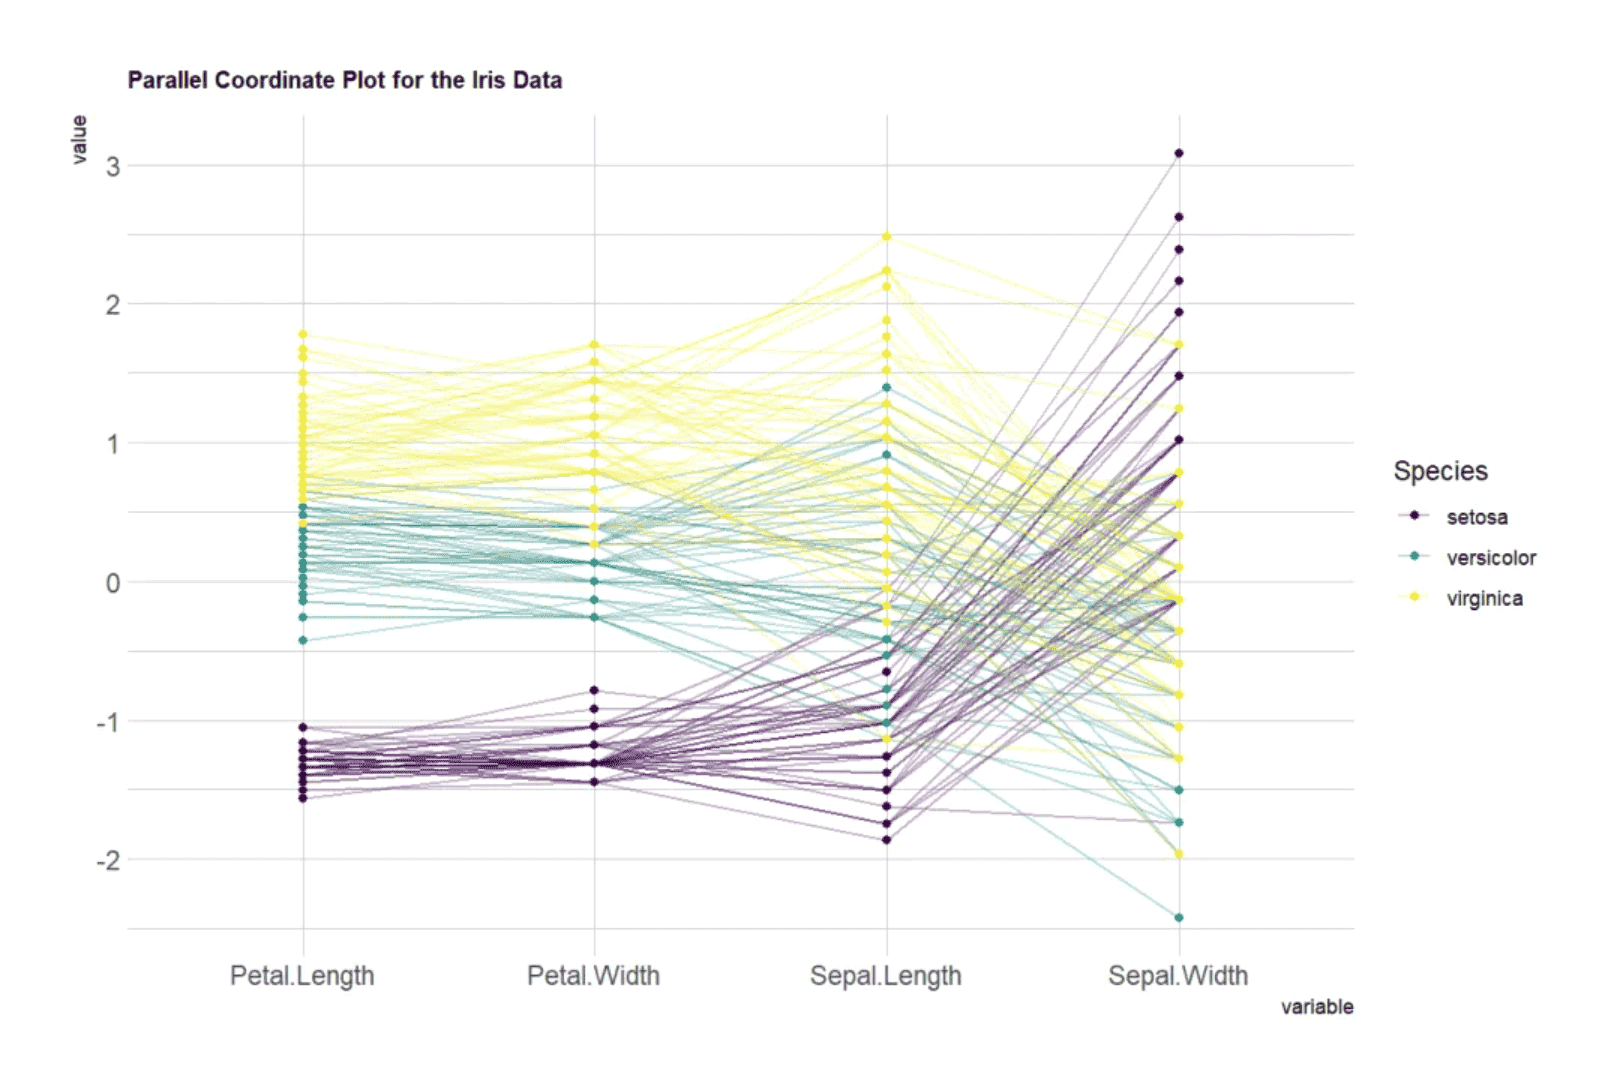 Parallel Coordinate Plot for the Iris Data
value
3
2
1
0
-1
-2
Petal.Length
Petal.Width
Sepal.Length
Sepal.Width
variable
Species
setosa
versicolor
virginica